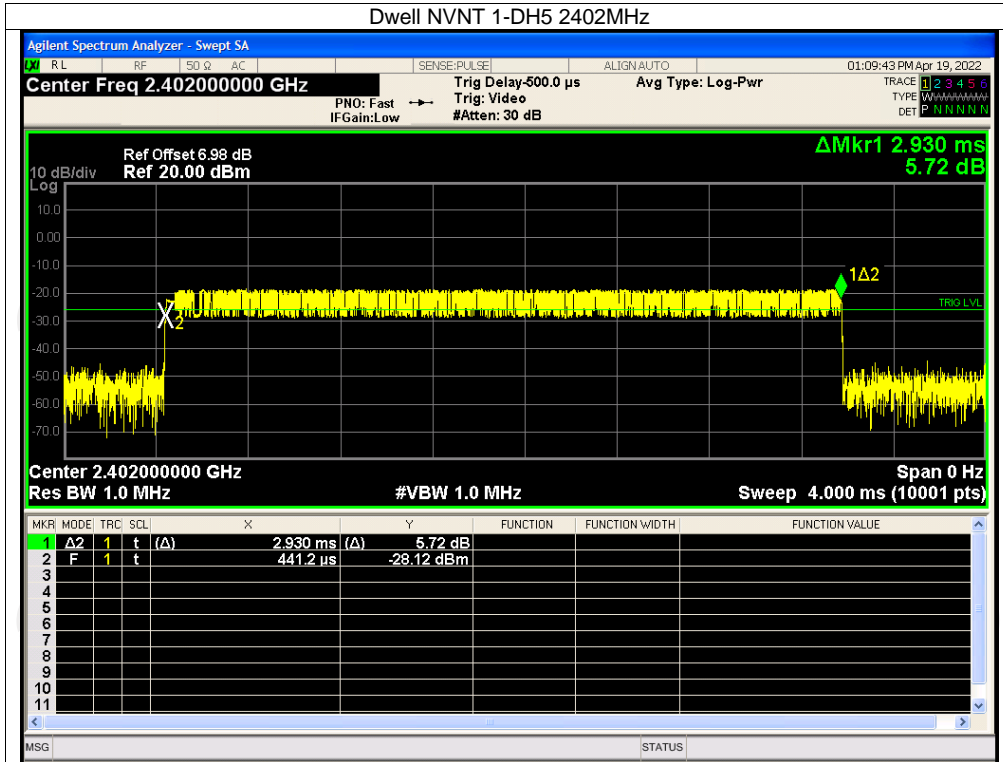 Dwell NVNT 1-DH5 2402MHz
Agilent Spectrum Analyzer - Swept SA
LXI RL RF 50 Ω AC SENSE:PULSE ALIGNAUTO 01:09:43 PM Apr 19, 2022
Center Freq 2.402000000 GHz Trig Delay-500.0 µs Avg Type: Log-Pwr TRACE 1 2 3 4 5 6
PNO: Fast Trig: Video TYPE WWWWWW
IFGain:Low #Atten: 30 dB DET P N N N N N
ΔMkr1 2.930 ms
Ref Offset 6.98 dB 5.72 dB
10 dB/div Ref 20.00 dBm
Log
10.0
0.00
-10.0
1Δ2
-20.0
TRIG LVL
X2
-30.0
-40.0
-50.0
-60.0
-70.0
Center 2.402000000 GHz Span 0 Hz
Res BW 1.0 MHz #VBW 1.0 MHz Sweep 4.000 ms (10001 pts)
MKR MODE TRC SCL X Y FUNCTION FUNCTION WIDTH FUNCTION VALUE
1 Δ2 1 t (Δ) 2.930 ms (Δ) 5.72 dB
2 F 1 t 441.2 µs -28.12 dBm
3
4
5
6
7
8
9
10
11
MSG STATUS